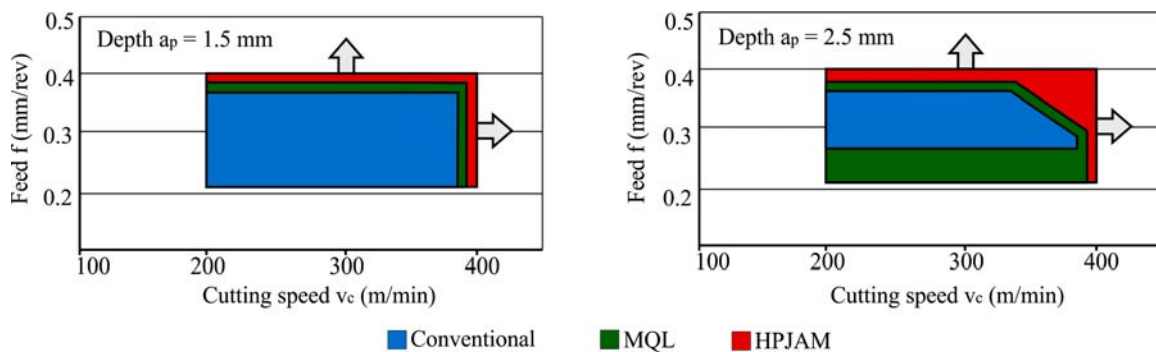 0.5
Depth ap = 1.5 mm
0.4
0.3
0.2
Feed f (mm/rev)
100 200 300 400
Cutting speed vc (m/min)
0.5
Depth ap = 2.5 mm
0.4
0.3
0.2
Feed f (mm/rev)
100 200 300 400
Cutting speed vc (m/min)
Conventional MQL HPJAM